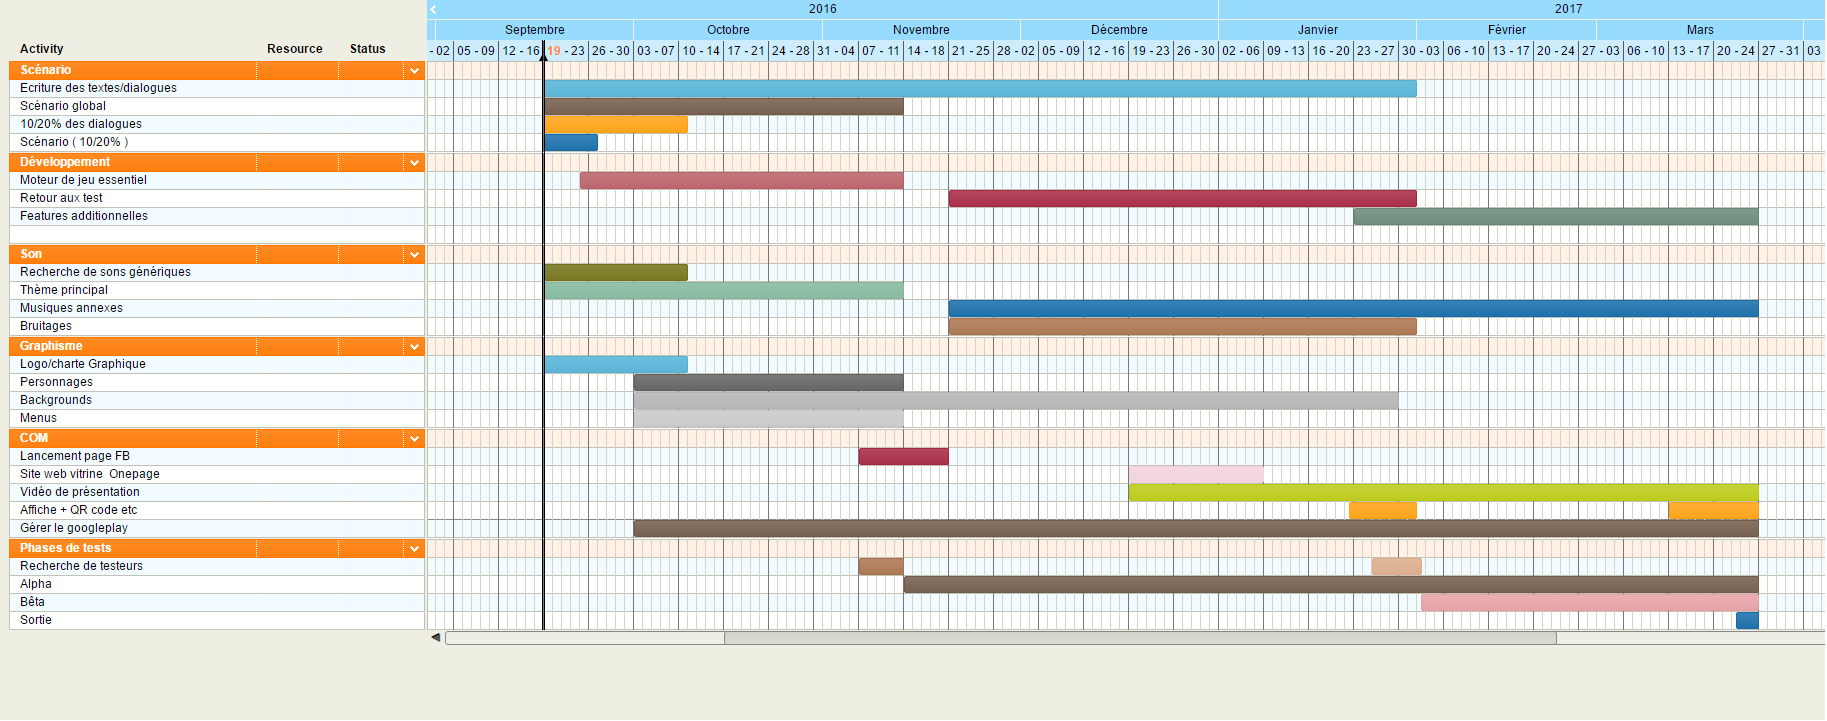 2016 2017
Septembre Octobre Novembre Décembre Janvier Février Mars
Activity Resource Status - 02 05 - 09 12 - 16 19 - 23 26 - 30 03 - 07 10 - 14 17 - 21 24 - 28 31 - 04 07 - 11 14 - 18 21 - 25 28 - 02 05 - 09 12 - 16 19 - 23 26 - 30 02 - 06 09 - 13 16 - 20 23 - 27 30 - 03 06 - 10 13 - 17 20 - 24 27 - 03 06 - 10 13 - 17 20 - 24 27 - 31 03
Scénario
Ecriture des textes/dialogues
Scénario global
10/20% des dialogues
Scénario ( 10/20% )
Développement
Moteur de jeu essentiel
Retour aux test
Features additionnelles
Son
Recherche de sons génériques
Thème principal
Musiques annexes
Bruitages
Graphisme
Logo/charte Graphique
Personnages
Backgrounds
Menus
COM
Lancement page FB
Site web vitrine Onepage
Vidéo de présentation
Affiche + QR code etc
Gérer le googleplay
Phases de tests
Recherche de testeurs
Alpha
Bêta
Sortie